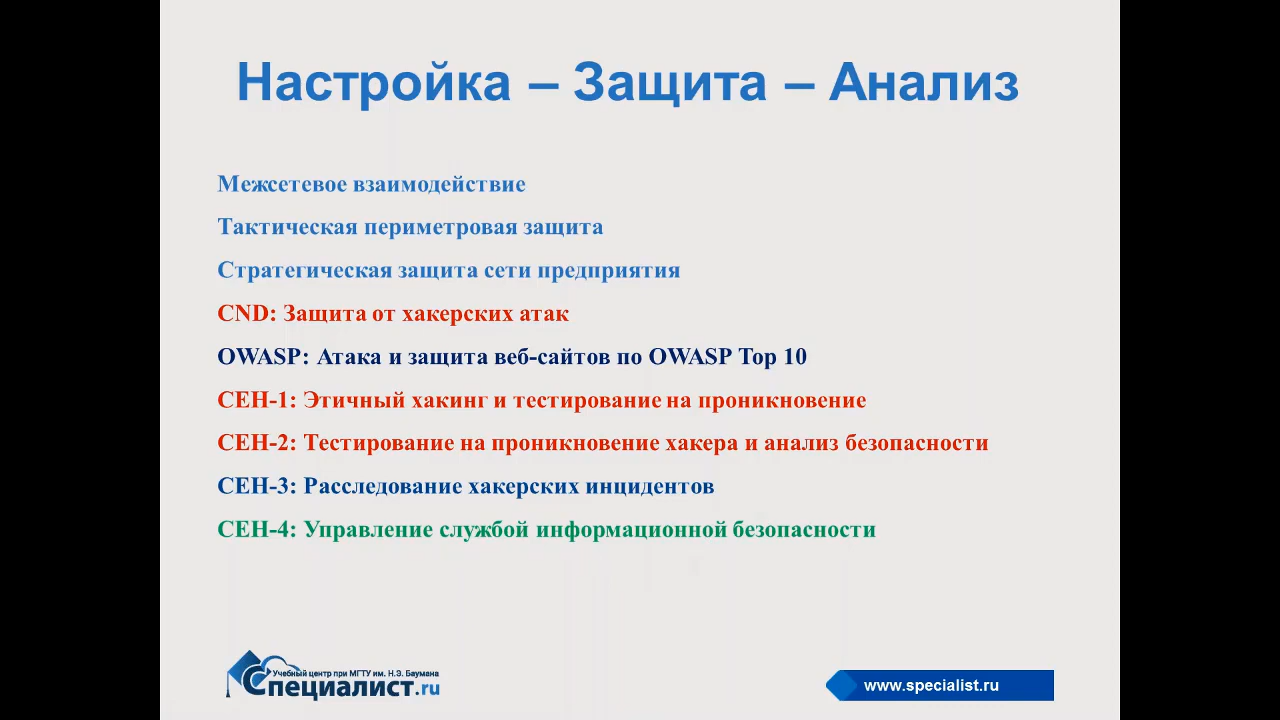 Настройка – Защита – Анализ
Межсетевое взаимодействие
Тактическая периметровая защита
Стратегическая защита сети предприятия
CND: Защита от хакерских атак
OWASP: Атака и защита веб-сайтов по OWASP Top 10
CEH-1: Этичный хакинг и тестирование на проникновение
CEH-2: Тестирование на проникновение хакера и анализ безопасности
CEH-3: Расследование хакерских инцидентов
CEH-4: Управление службой информационной безопасности
Учебный центр при МГТУ им. Н.Э. Баумана
Специалист.ru
www.specialist.ru